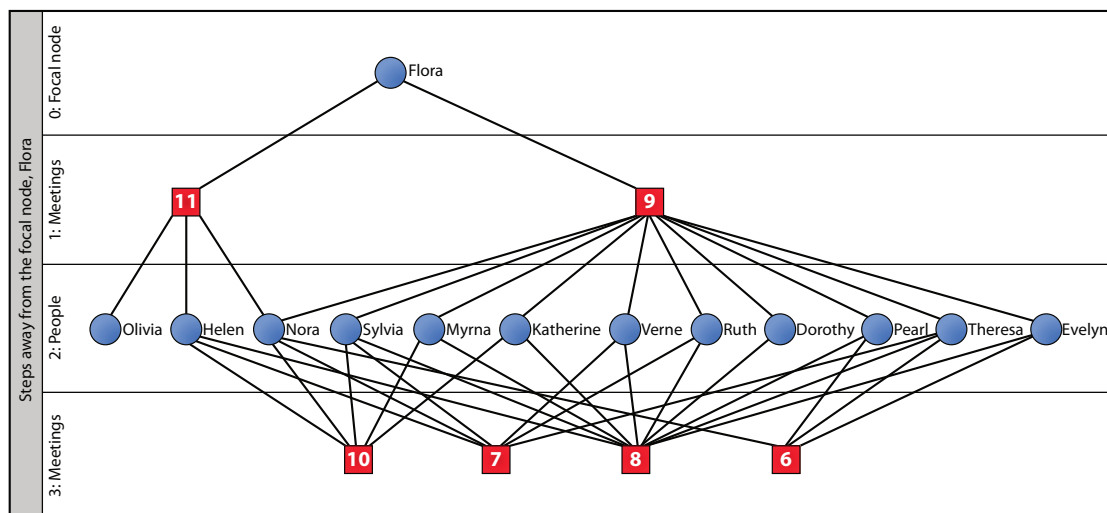 Steps away from the focal node, Flora
0: Focal node
Flora
1: Meetings
11
9
2: People
Olivia
Helen
Nora
Sylvia
Myrna
Katherine
Verne
Ruth
Dorothy
Pearl
Theresa
Evelyn
3: Meetings
10
7
8
6